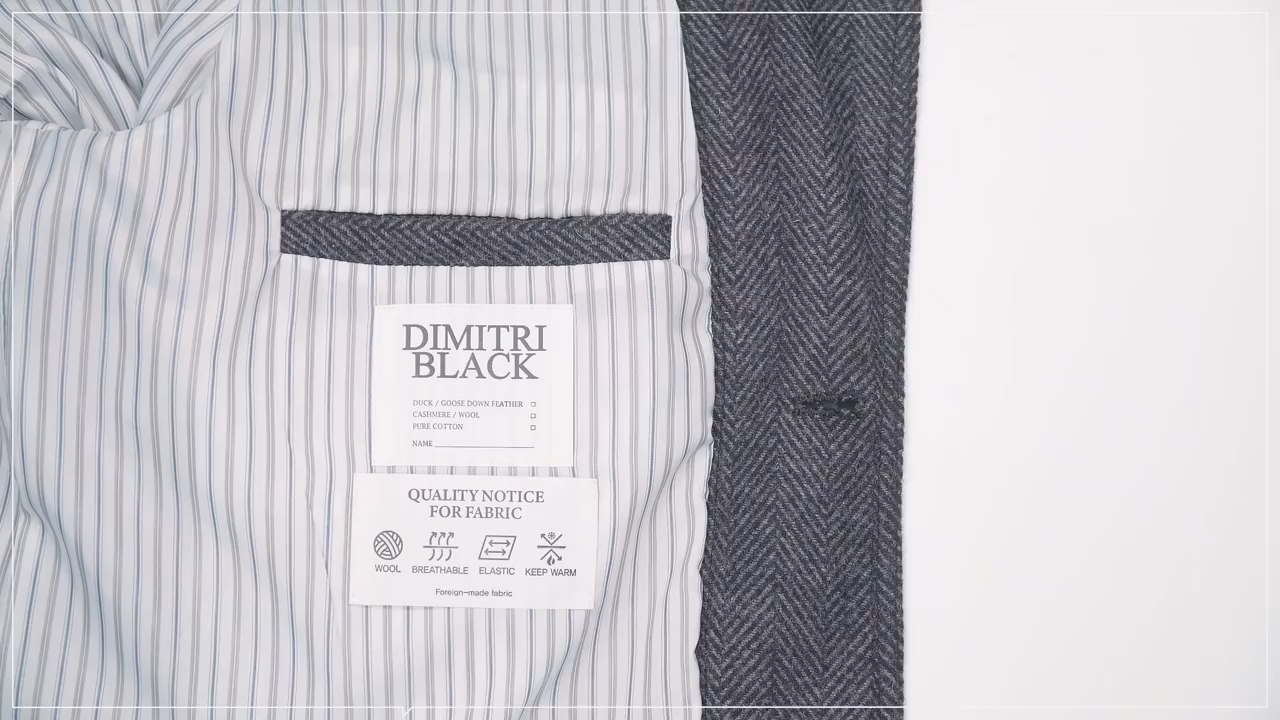 DIMITRI
BLACK
DUCK / GOOSE DOWN FEATHER
CASHMERE / WOOL
PURE COTTON
NAME
QUALITY NOTICE
FOR FABRIC
WOOL BREATHABLE ELASTIC KEEP WARM
Foreign-made fabric